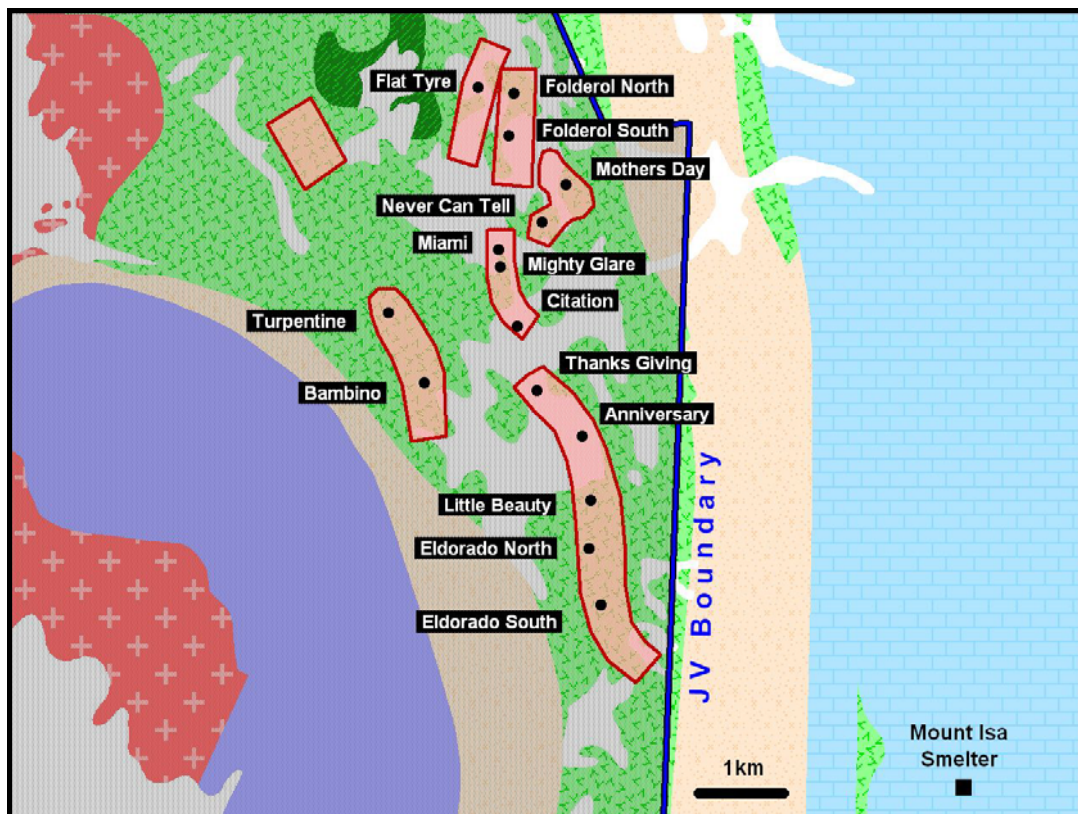 Flat Tyre
Folderol North
Folderol South
Mothers Day
Never Can Tell
Miami
Mighty Glare
Citation
Turpentine
Thanks Giving
Bambino
Anniversary
Little Beauty
Eldorado North
Eldorado South
JV Boundary
Mount Isa
Smelter
1km